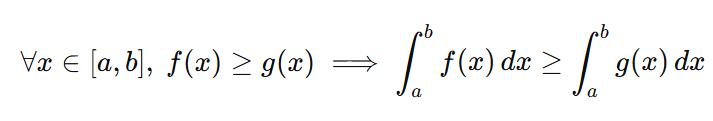 ∀x ∈ [a, b], f(x) ≥ g(x) ⟹ ∫_a^b f(x) dx ≥ ∫_a^b g(x) dx